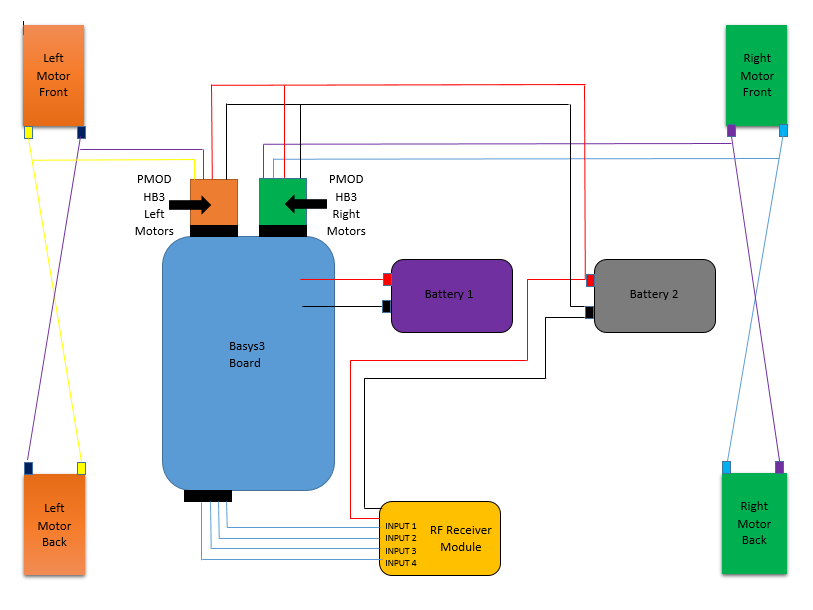 Left
Motor
Front
Right
Motor
Front
PMOD
HB3
Left
Motors
PMOD
HB3
Right
Motors
Battery 1
Battery 2
Basys3
Board
Left
Motor
Back
INPUT 1
INPUT 2
INPUT 3
INPUT 4
RF Receiver
Module
Right
Motor
Back